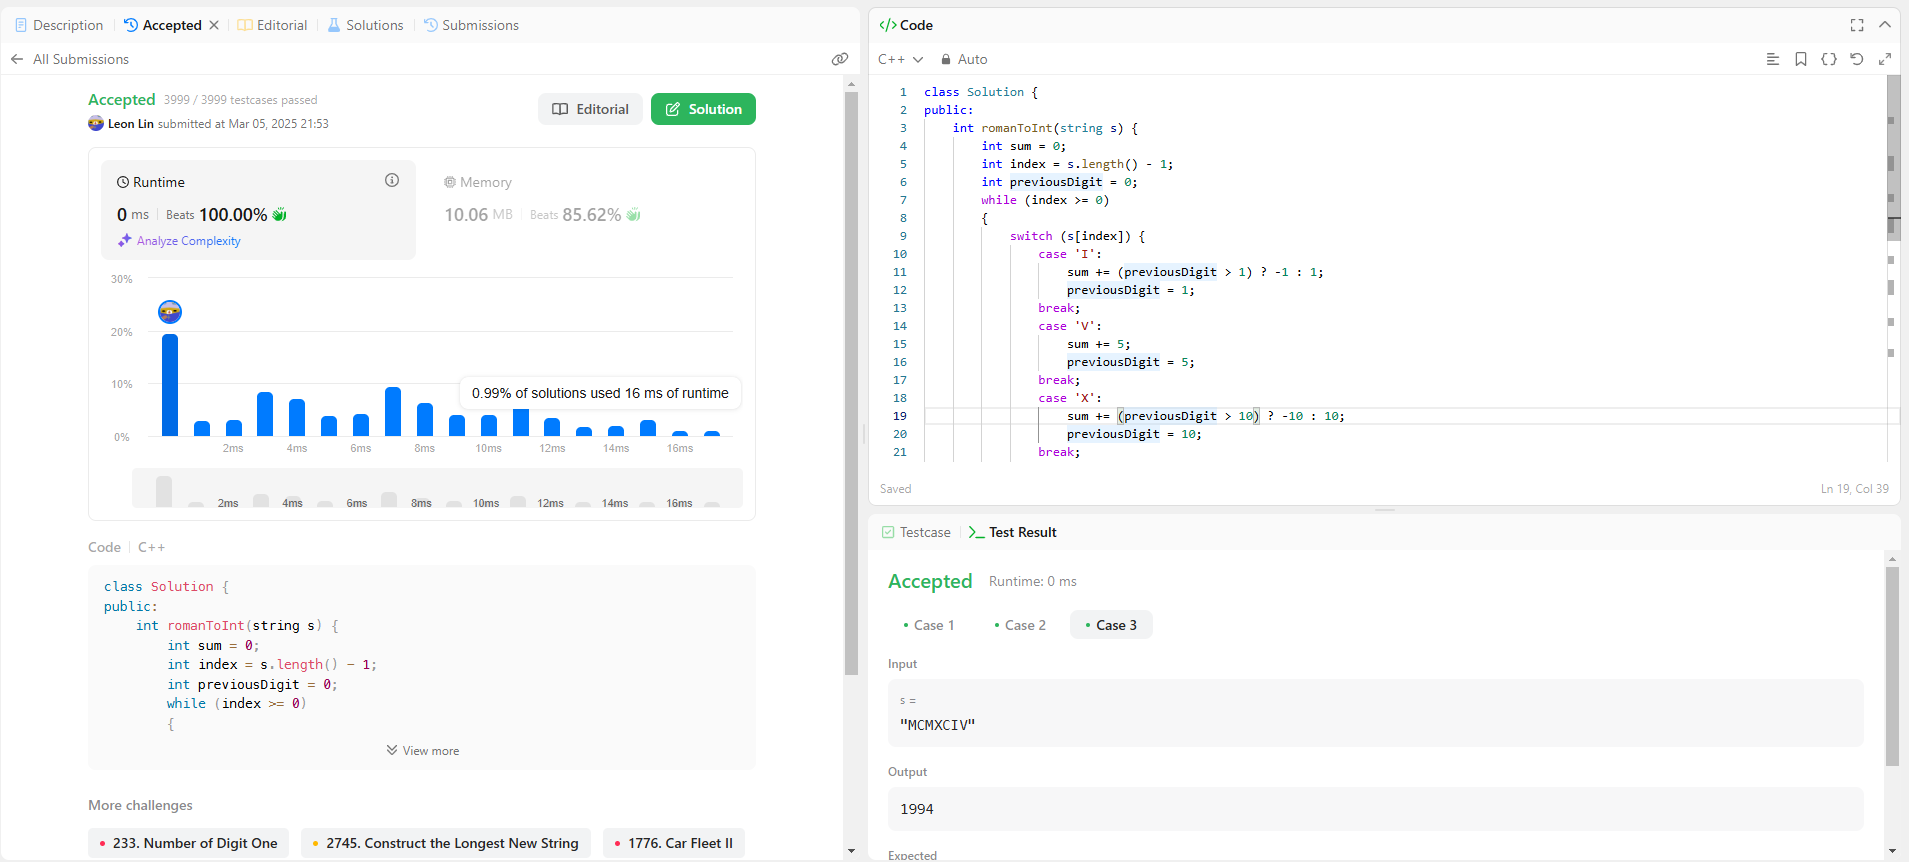 Description Accepted Editorial Solutions Submissions
All Submissions
Accepted 3999 / 3999 testcases passed
Leon Lin submitted at Mar 05, 2025 21:53
Editorial Solution
Runtime
0 ms Beats 100.00%
Analyze Complexity
Memory
10.06 MB Beats 85.62%
30%
20%
10%
0%
0.99% of solutions used 16 ms of runtime
2ms 4ms 6ms 8ms 10ms 12ms 14ms 16ms
2ms 4ms 6ms 8ms 10ms 12ms 14ms 16ms
Code C++
class Solution {
public:
    int romanToInt(string s) {
        int sum = 0;
        int index = s.length() - 1;
        int previousDigit = 0;
        while (index >= 0)
        {
View more
More challenges
233. Number of Digit One 2745. Construct the Longest New String 1776. Car Fleet II
</> Code
C++ Auto
1 class Solution {
2 public:
3     int romanToInt(string s) {
4         int sum = 0;
5         int index = s.length() - 1;
6         int previousDigit = 0;
7         while (index >= 0)
8         {
9             switch (s[index]) {
10                 case 'I':
11                     sum += (previousDigit > 1) ? -1 : 1;
12                     previousDigit = 1;
13                 break;
14                 case 'V':
15                     sum += 5;
16                     previousDigit = 5;
17                 break;
18                 case 'X':
19                     sum += (previousDigit > 10) ? -10 : 10;
20                     previousDigit = 10;
21                 break;
Saved Ln 19, Col 39
Testcase Test Result
Accepted Runtime: 0 ms
Case 1 Case 2 Case 3
Input
s =
"MCMXCIV"
Output
1994
Expected